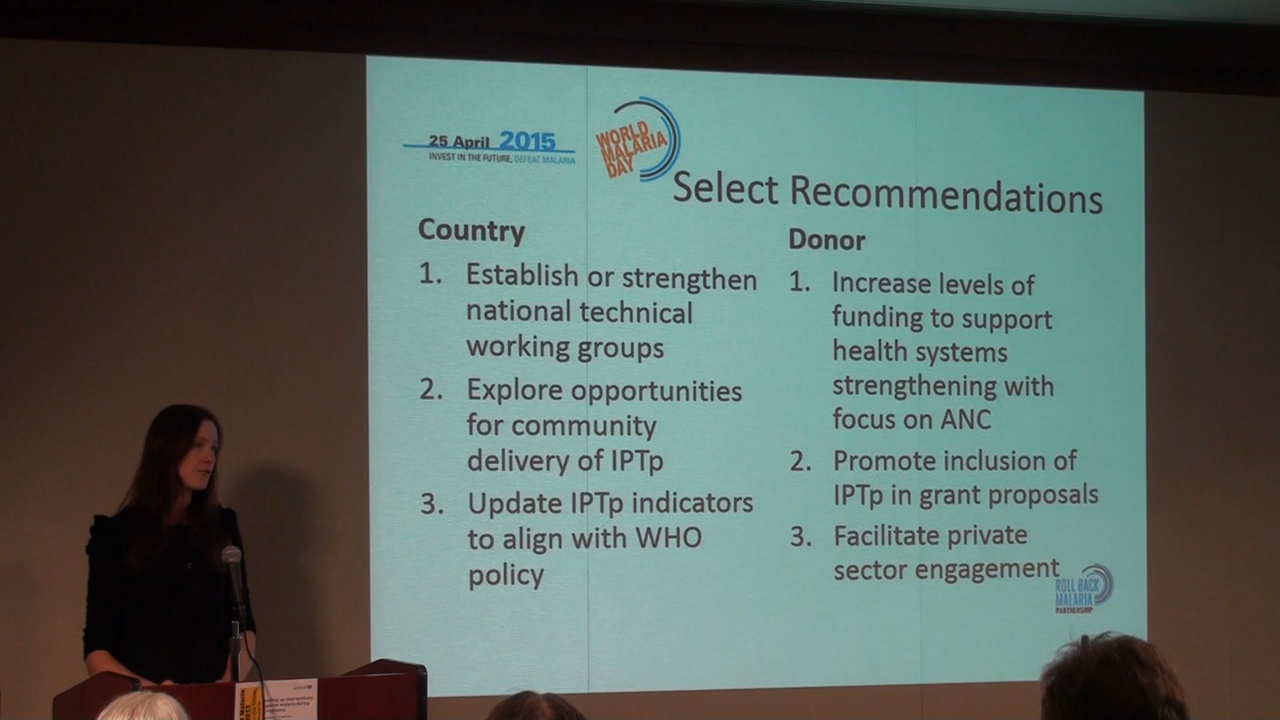 25 April 2015
INVEST IN THE FUTURE, DEFEAT MALARIA
WORLD
MALARIA
DAY
Select Recommendations
Country
1. Establish or strengthen
national technical
working groups
2. Explore opportunities
for community
delivery of IPTp
3. Update IPTp indicators
to align with WHO
policy
Donor
1. Increase levels of
funding to support
health systems
strengthening with
focus on ANC
2. Promote inclusion of
IPTp in grant proposals
3. Facilitate private
sector engagement
ROLL BACK
MALARIA
PARTNERSHIP
unicef